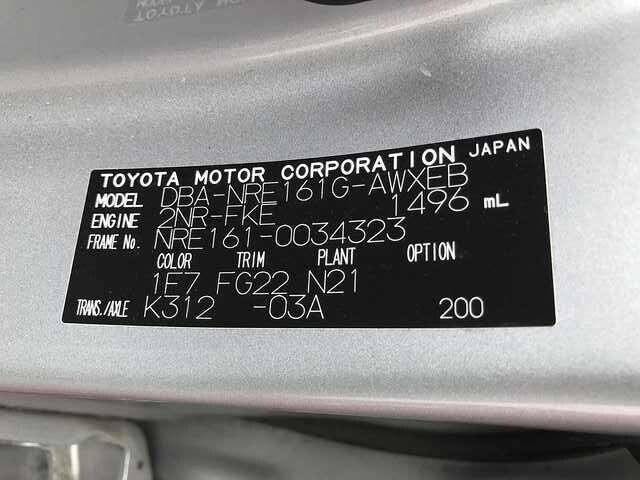 TOYOTA MOTOR CORPORATION JAPAN
MODEL DBA-NRE161G-AWXEB
ENGINE 2NR-FKE 1496 mL
FRAME No. NRE161-0034323
COLOR TRIM PLANT OPTION
1E7 FG22 N21
TRANS./AXLE K312 -03A 200